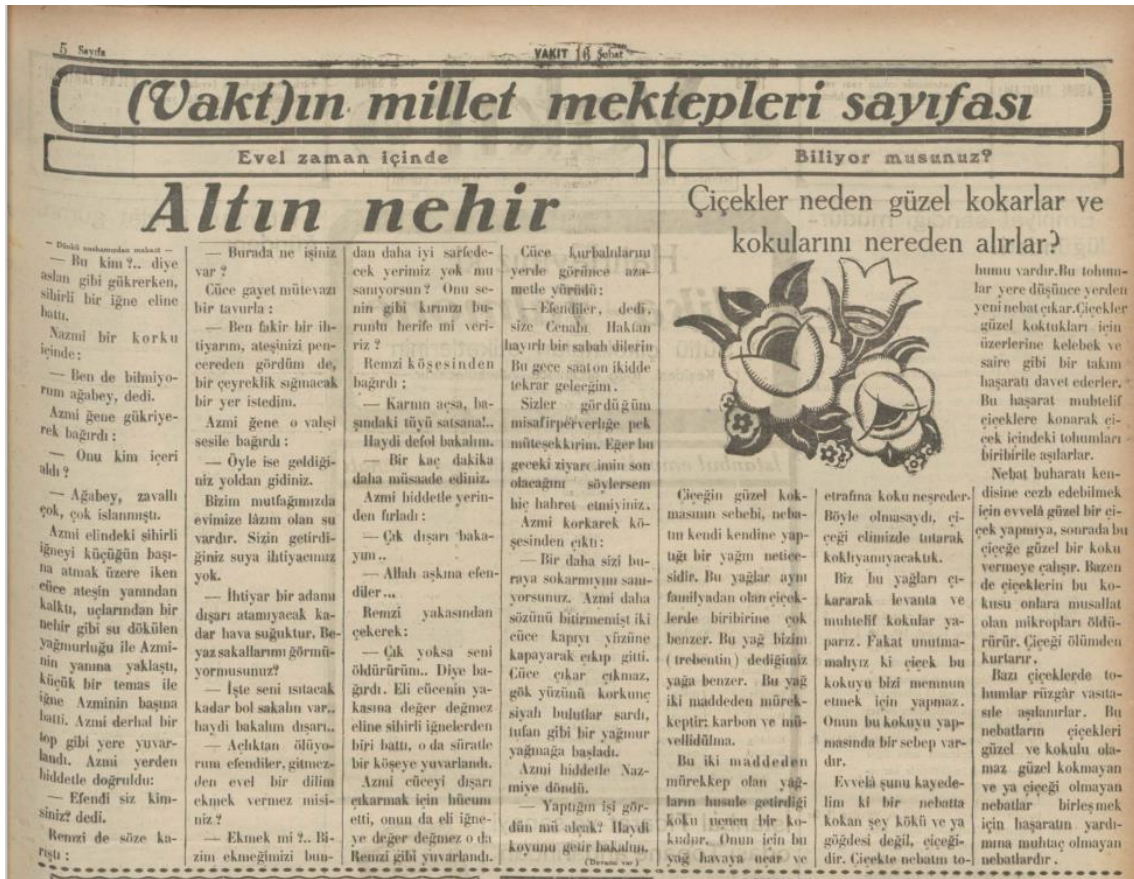 5 Sayıfa
VAKIT 16 Şubat
(Vakt)ın millet mektepleri sayıfası
Evel zaman içinde
Altın nehir
— Dünkü nushamızdan mabait —
— Bu kim ?.. diye
aslan gibi gükrerken,
sihirli bir iğne eline
battı.
Nazmi bir korku
içinde:
— Ben de bilmiyo-
rum ağabey, dedi.
Azmi gene gükriye-
rek bağırdı :
— Onu kim içeri
aldı ?
— Ağabey, zavallı
çok, çok islanmıştı.
Azmi elindeki sihirli
iğneyi küçüğün başı-
na atmak üzere iken
cüce ateşin yanından
kalktı, uçlarından bir
nehir gibi su dökülen
yağmurluğu ile Azmi-
nin yanına yaklaştı,
küçük bir temas ile
iğne Azminin başına
battı. Azmi derhal bir
top gibi yere yuvar-
landı. Azmi yerden
hiddetle doğruldu:
— Efendi siz kim-
siniz? dedi.
Remzi de söze ka-
rıştı :
— Burada ne işiniz
var ?
Cüce gayet mütevazı
bir tavurla :
— Ben fakir bir ih-
tiyarım, ateşinizi pen-
cereden gördüm de,
bir çeyreklik sığınacak
bir yer istedim.
Azmi gene o vahşi
sesile bağırdı :
— Öyle ise geldiği-
niz yoldan gidiniz.
Bizim mutfağımızda
evimize lâzım olan su
vardır. Sizin getirdi-
ğiniz suya ihtiyacımız
yok.
— İhtiyar bir adamı
dışarı atamıyacak ka-
dar hava suğuktur. Be-
yaz sakallarımı görmü-
yormusunuz?
— İşte seni ısıtacak
kadar bol sakalın var..
haydi bakalım dışarı..
— Açlıktan ölüyo-
rum efendiler, gitmez-
den evel bir dilim
ekmek vermez misi-
niz ?
— Ekmek mi ?.. Bi-
zim ekmeğimizi bun-
dan daha iyi sarfede-
cek yerimiz yok mu
sanıyorsun ? Onu se-
nin gibi kırmızı bu-
runlu herife mi veri-
riz ?
Remzi köşesinden
bağırdı ;
— Karnın açsa, ba-
şındaki tüyü satsana!..
Haydi defol bakalım.
— Bir kaç dakika
daha müsaade ediniz.
Azmi hiddetle yerin-
den fırladı :
— Çık dışarı baka-
yım ..
— Allah aşkına efen-
düler ...
Remzi yakasından
çekerek:
— Çık yoksa seni
öldürürüm.. Diye ba-
ğırdı. Eli cücenin ya-
kasına değer değmez
eline sihirli iğnelerden
biri battı, o da süratle
bir köşeye yuvarlandı.
Azmi cüceyi dışarı
çıkarmak için hücum
etti, onun da eli iğne-
ye değer değmez o da
Remzi gibi yuvarlandı.
Cüce kurbalnlarını
yerde görünce aza-
metle yürüdü:
— Efendiler, dedi,
size Cenabı Haktan
hayırlı bir sabah dilerin
Bu gece saat on ikidde
tekrar geleceğim.
Sizler gördüğüm
misafirperverliğe pek
müteşekkirim. Eğer bu
geceki ziyaretimin son
olacağını söylersem
hiç hahret etmiyiniz.
Azmi korkarek kö-
şesinden çıktı:
— Bir daha sizi bu-
raya sokarmıyım sanı-
yorsunuz. Azmi daha
sözünü bitirmemişt iki
cüce kapıyı yüzüne
kapayarak çıkıp gitti.
Cüce çıkar çıkmaz,
gök yüzünü korkunç
siyah bulutlar sardı,
tufan gibi bir yağmur
yağmağa başladı.
Azmi hiddetle Naz-
miye döndü.
— Yaptığın işi gör-
dün mü alçak? Haydi
koyunu getir bakalım.
(Devamı var)
Biliyor musunuz?
Çiçekler neden güzel kokarlar ve
kokularını nereden alırlar?
Çiçeğin güzel kok-
masının sebebi, neba-
tın kendi kendine yap-
tığı bir yağın netice-
sidir. Bu yağlar aynı
familyadan olan çiçek-
lerde biribirine çok
benzer. Bu yağ bizim
( trebentin ) dediğimiz
yağa benzer. Bu yağ
iki maddeden mürek-
keptir: karbon ve mü-
vellidülma.
Bu iki maddeden
mürekkep olan yağ-
ların husule getirdiği
koku uçucu bir ko-
kudur. Onun için bu
yağ havaya uçar ve
etrafına koku neşreder.
Böyle olmasaydı, çi-
çeği elimizde tutarak
koklıyamıyacaktık.
Biz bu yağları çı-
kararak levanta ve
muhtelif kokular ya-
parız. Fakat unutma-
malıyız ki çiçek bu
kokuyu bizi memnun
etmek için yapmaz.
Onun bu kokuyu yap-
masında bir sebep var-
dır.
Evvelâ şunu kayede-
lim ki bir nebatta
kokan şey kökü ve ya
göğdesi değil, çiçeği-
dir. Çiçekte nebatın to-
humu vardır. Bu tohum-
lar yere düşünce yerden
yeni nebat çıkar. Çiçekler
güzel koktukları için
üzerlerine kelebek ve
saire gibi bir takım
haşaratı davet ederler.
Bu haşarat muhtelif
çiçeklere konarak çi-
çek içindeki tohumları
biribirile aşılarlar.
Nebat buharatı ken-
disine cezb edebilmek
için evvelâ güzel bir çi-
çek yapmıya, sonrada bu
çiçeğe güzel bir koku
vermeye çalışır. Bazen
de çiçeklerin bu ko-
kusu onlara musallat
olan mikropları öldü-
rürür. Çiçeği ölümden
kurtarır.
Bazı çiçeklerde to-
humlar rüzgâr vasıta-
sıle aşılanırlar. Bu
nebatların çiçekleri
güzel ve kokulu ola-
maz güzel kokmayan
ve ya çiçeği olmayan
nebatlar birleşmek
için haşaratın yardı-
mına muhtaç olmayan
nebatlardır .